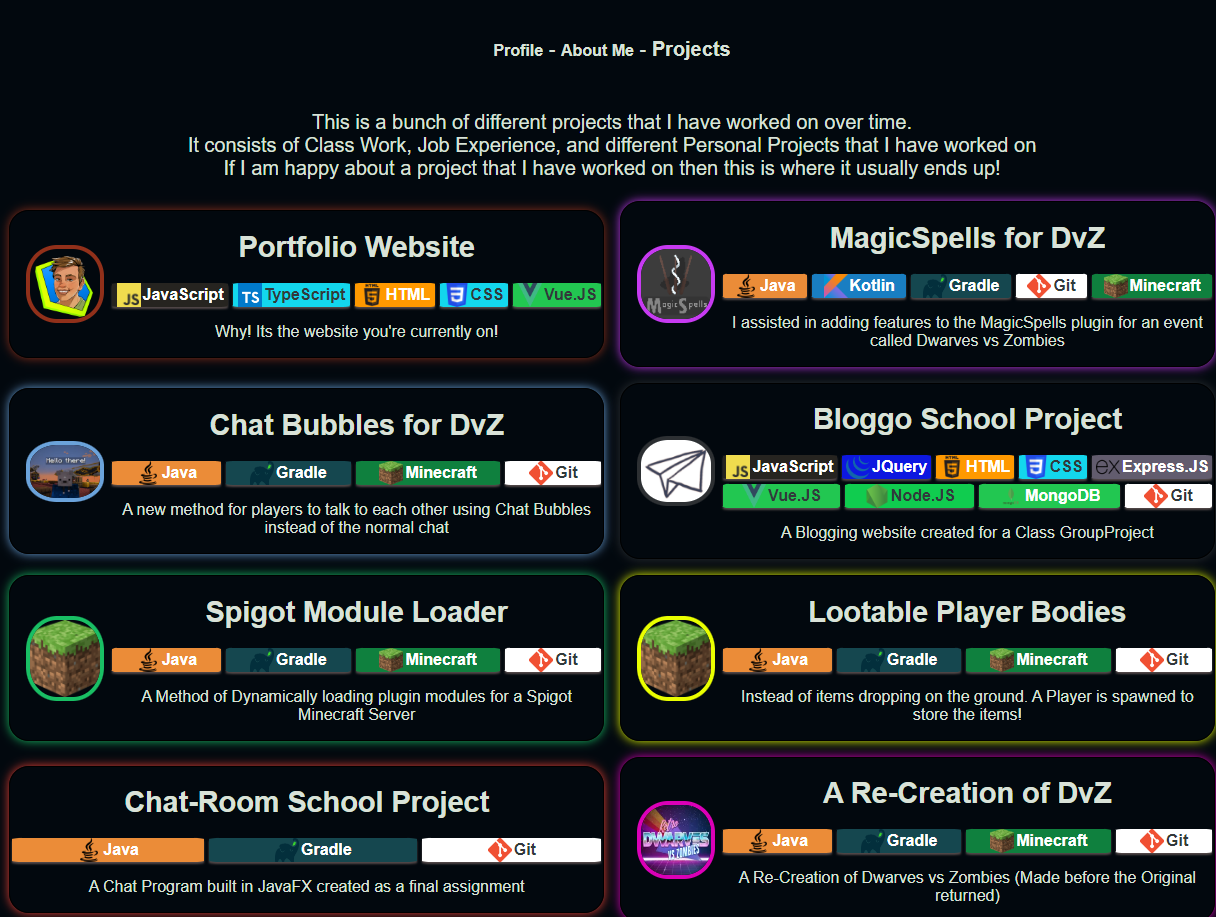 Profile - About Me - Projects
This is a bunch of different projects that I have worked on over time.
It consists of Class Work, Job Experience, and different Personal Projects that I have worked on
If I am happy about a project that I have worked on then this is where it usually ends up!
Portfolio Website
JS JavaScript TS TypeScript HTML HTML CSS CSS Vue.JS
Why! Its the website you're currently on!
MagicSpells for DvZ
MagicSpells
Java Kotlin Gradle Git Minecraft
I assisted in adding features to the MagicSpells plugin for an event
called Dwarves vs Zombies
Chat Bubbles for DvZ
Hello there!
Java Gradle Minecraft Git
A new method for players to talk to each other using Chat Bubbles
instead of the normal chat
Bloggo School Project
JS JavaScript JQuery HTML HTML CSS CSS ex Express.JS
Vue.JS Node.JS MongoDB Git
A Blogging website created for a Class GroupProject
Spigot Module Loader
Java Gradle Minecraft Git
A Method of Dynamically loading plugin modules for a Spigot
Minecraft Server
Lootable Player Bodies
Java Gradle Minecraft Git
Instead of items dropping on the ground. A Player is spawned to
store the items!
Chat-Room School Project
Java Gradle Git
A Chat Program built in JavaFX created as a final assignment
A Re-Creation of DvZ
Retro
DWARVES
VS ZOMBIES
Java Gradle Minecraft Git
A Re-Creation of Dwarves vs Zombies (Made before the Original
returned)